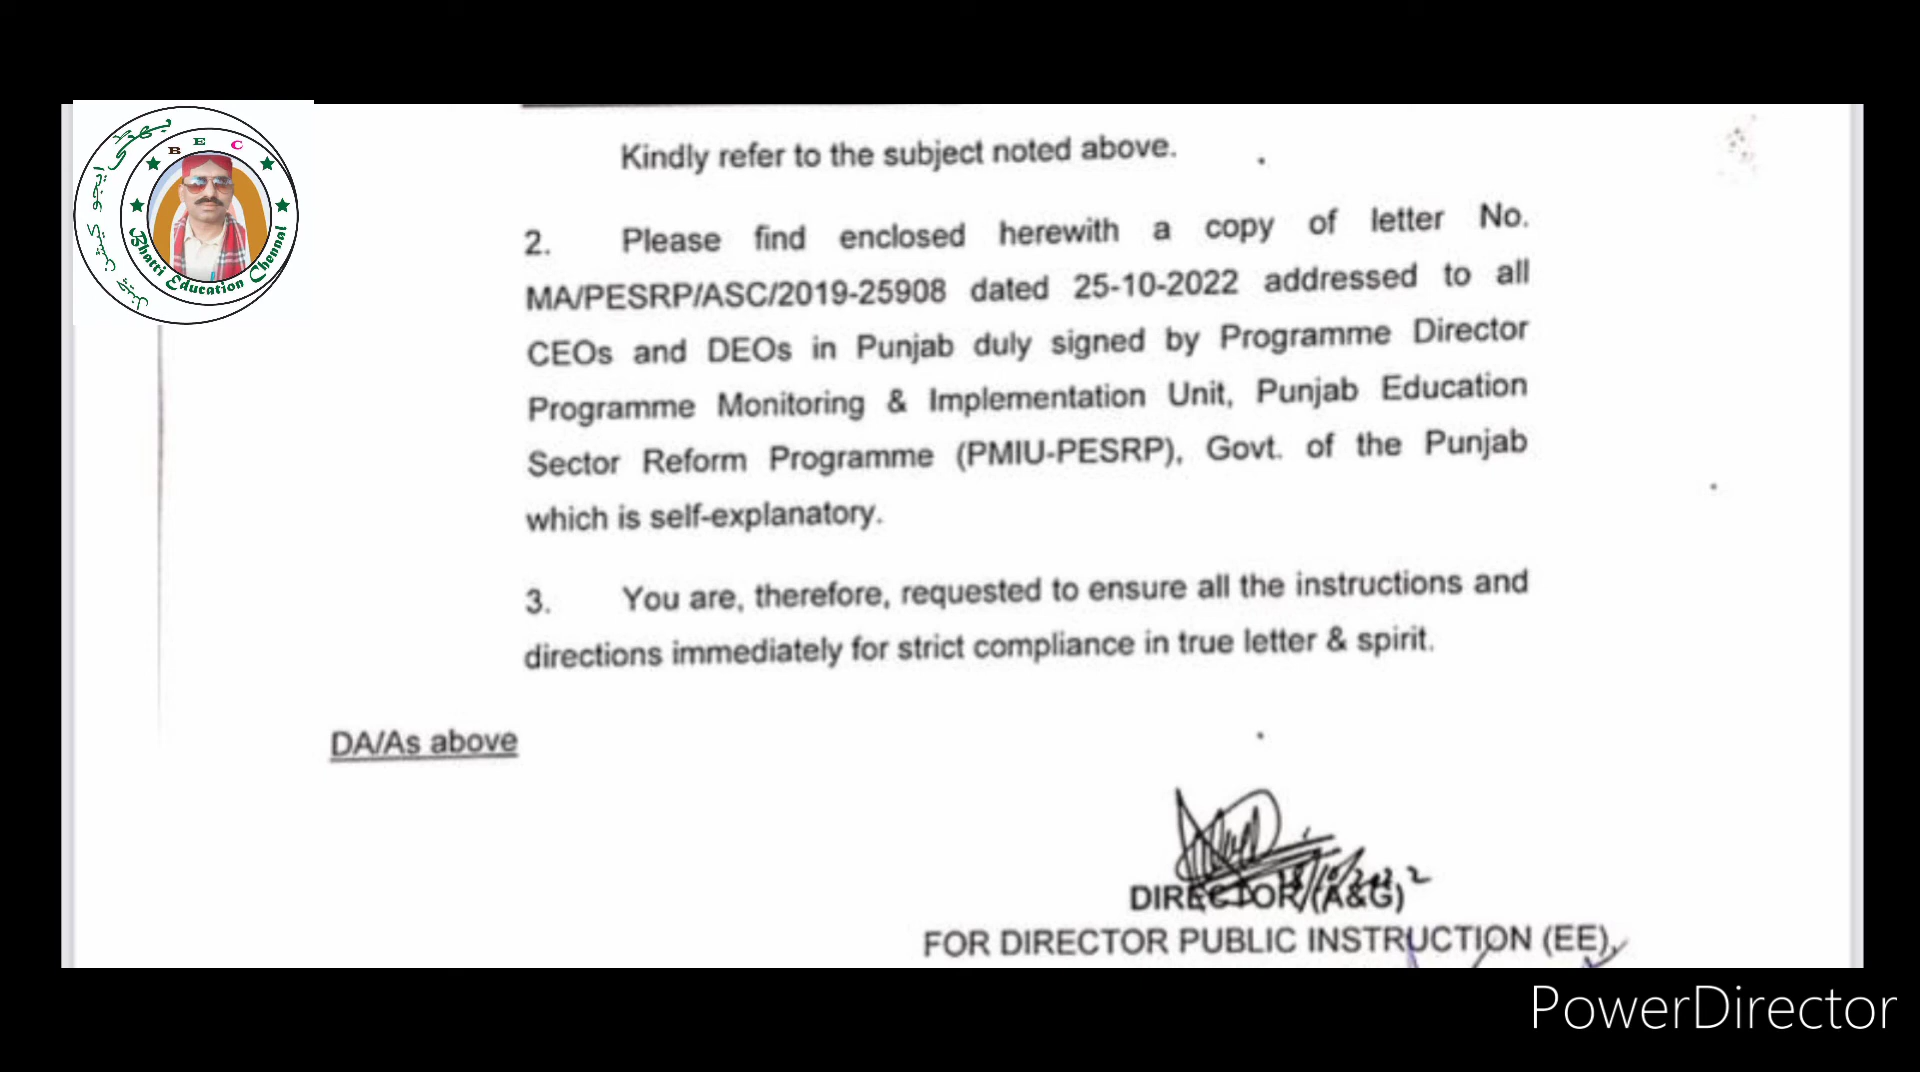 بھٹی ایجوکیشن چینل
B E C
Bhatti Education Chennal
Kindly refer to the subject noted above.
2. Please find enclosed herewith a copy of letter No.
MA/PESRP/ASC/2019-25908 dated 25-10-2022 addressed to all
CEOs and DEOs in Punjab duly signed by Programme Director
Programme Monitoring & Implementation Unit, Punjab Education
Sector Reform Programme (PMIU-PESRP), Govt. of the Punjab
which is self-explanatory.
3. You are, therefore, requested to ensure all the instructions and
directions immediately for strict compliance in true letter & spirit.
DA/As above
DIRECTOR (A&G)
FOR DIRECTOR PUBLIC INSTRUCTION (EE),
PowerDirector